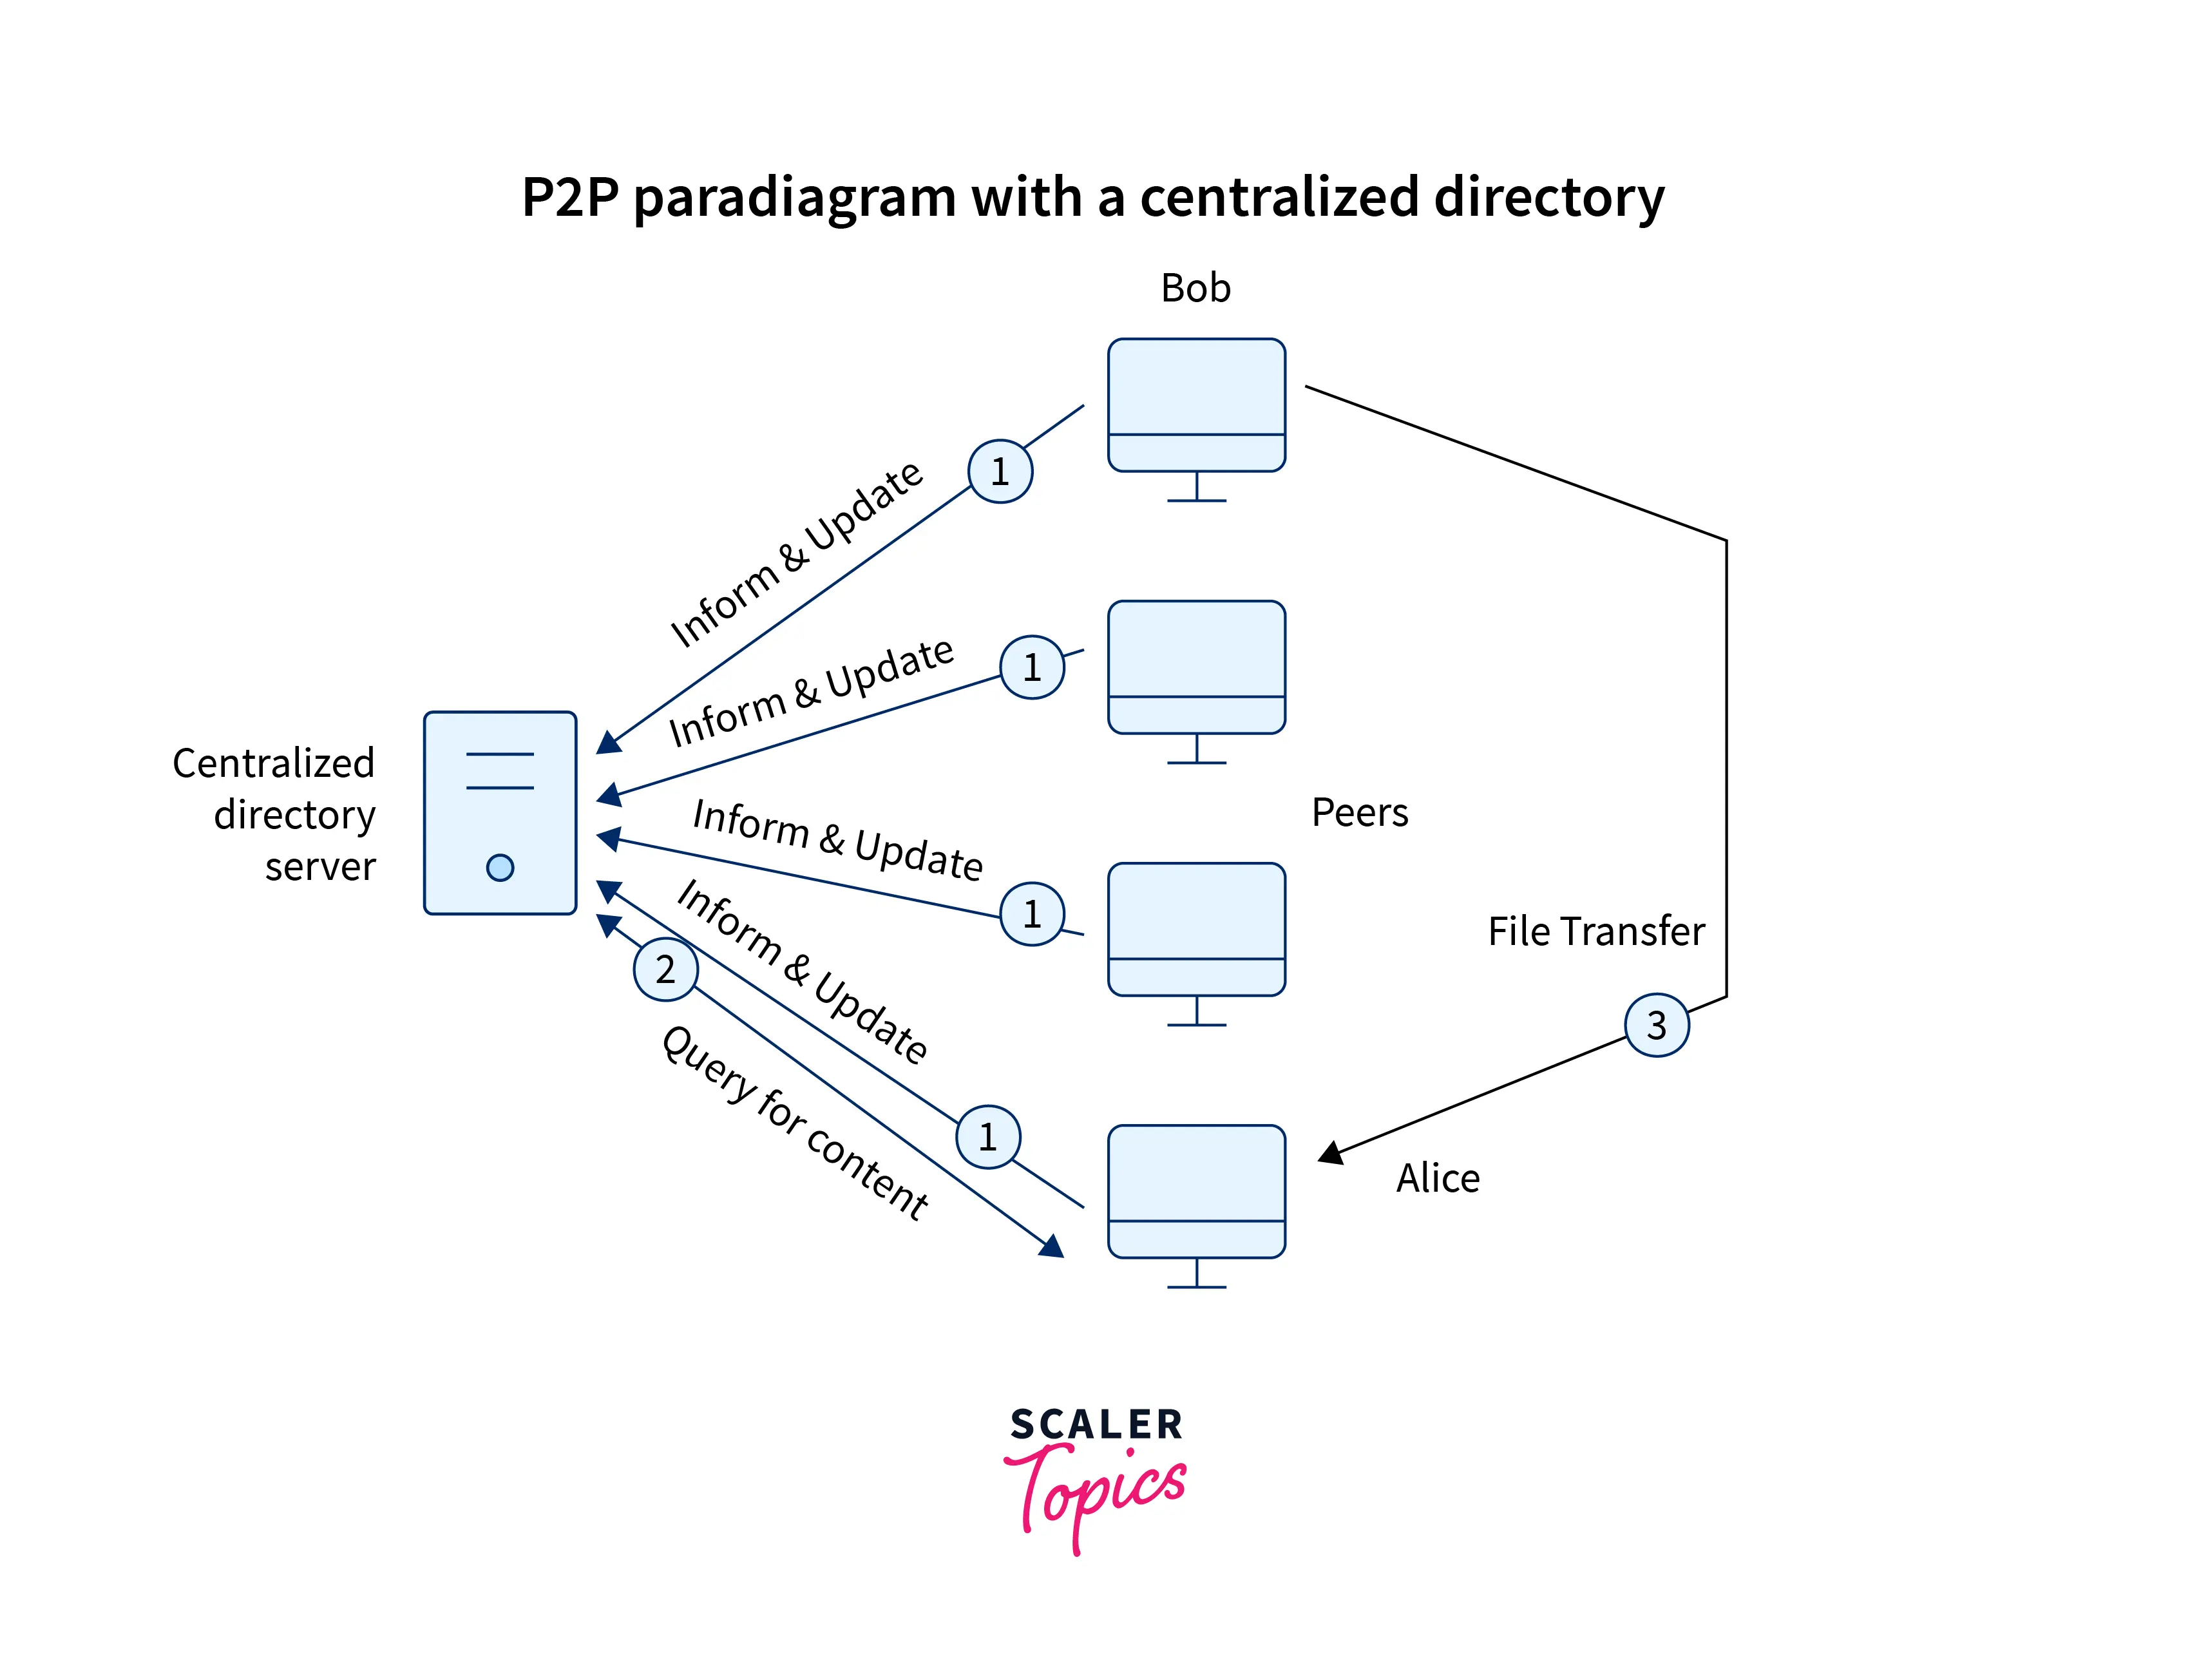 P2P paradiagram with a centralized directory
Bob
1
Inform & Update
1
Inform & Update
Centralized
directory
server
Peers
Inform & Update
1
Inform & Update
File Transfer
2
Query for content
3
1
Alice
SCALER
Topics